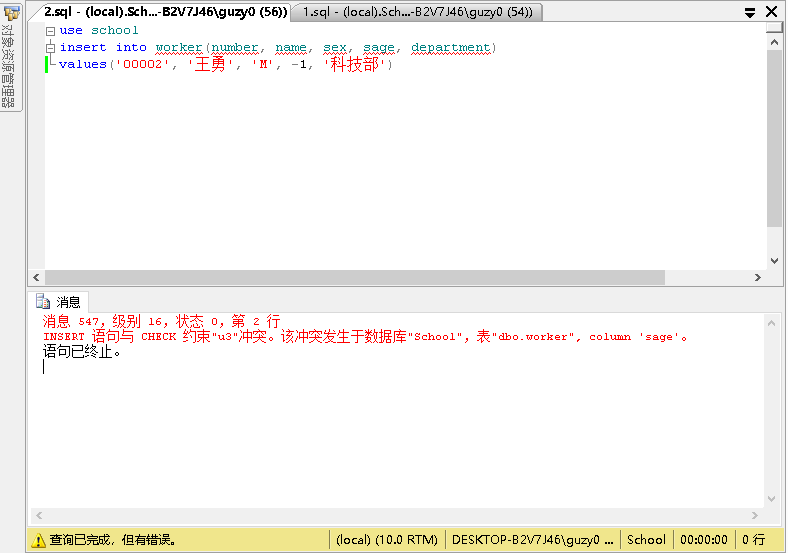 对象资源管理器
2.sql - (local).Sch...-B2V7J46\guzy0 (56))
1.sql - (local).Sch...-B2V7J46\guzy0 (54))
use school
insert into worker(number, name, sex, sage, department)
values('00002', '王勇', 'M', -1, '科技部')
消息
消息 547，级别 16，状态 0，第 2 行
INSERT 语句与 CHECK 约束"u3"冲突。该冲突发生于数据库"School"，表"dbo.worker", column 'sage'。
语句已终止。
查询已完成，但有错误。
(local) (10.0 RTM)
DESKTOP-B2V7J46\guzy0 ...
School
00:00:00
0 行